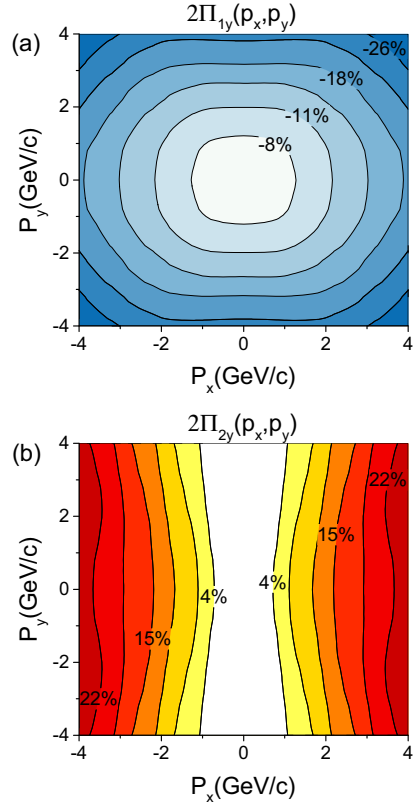 2Π1y(px,py)
(a)
-26%
-18%
-11%
-8%
4
2
0
-2
-4
Py(GeV/c)
-4 -2 0 2 4
Px(GeV/c)
2Π2y(px,py)
(b)
22%
15%
4% 4%
15%
22%
4
2
0
-2
-4
Py(GeV/c)
-4 -2 0 2 4
Px(GeV/c)